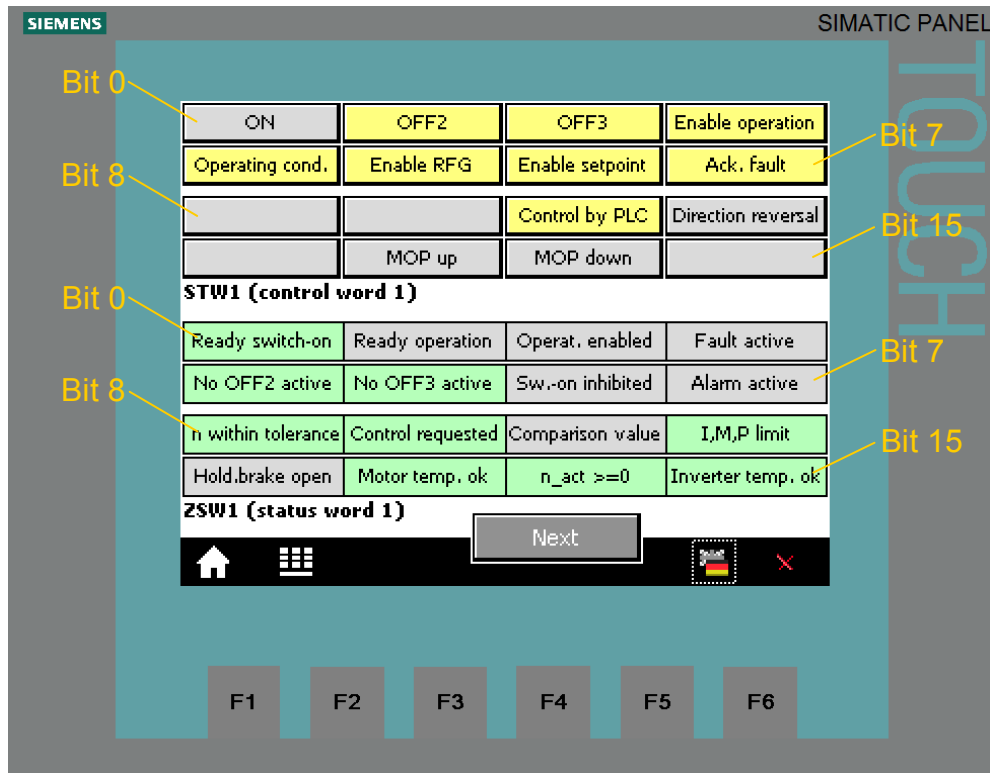 SIEMENS
SIMATIC PANEL
TOUCH
Bit 0
ON OFF2 OFF3 Enable operation
Bit 7
Operating cond. Enable RFG Enable setpoint Ack. fault
Bit 8
Control by PLC Direction reversal
Bit 15
MOP up MOP down
STW1 (control word 1)
Bit 0
Ready switch-on Ready operation Operat. enabled Fault active
Bit 7
No OFF2 active No OFF3 active Sw.-on inhibited Alarm active
Bit 8
n within tolerance Control requested Comparison value I,M,P limit
Bit 15
Hold.brake open Motor temp. ok n_act >=0 Inverter temp. ok
ZSW1 (status word 1)
Next
F1 F2 F3 F4 F5 F6